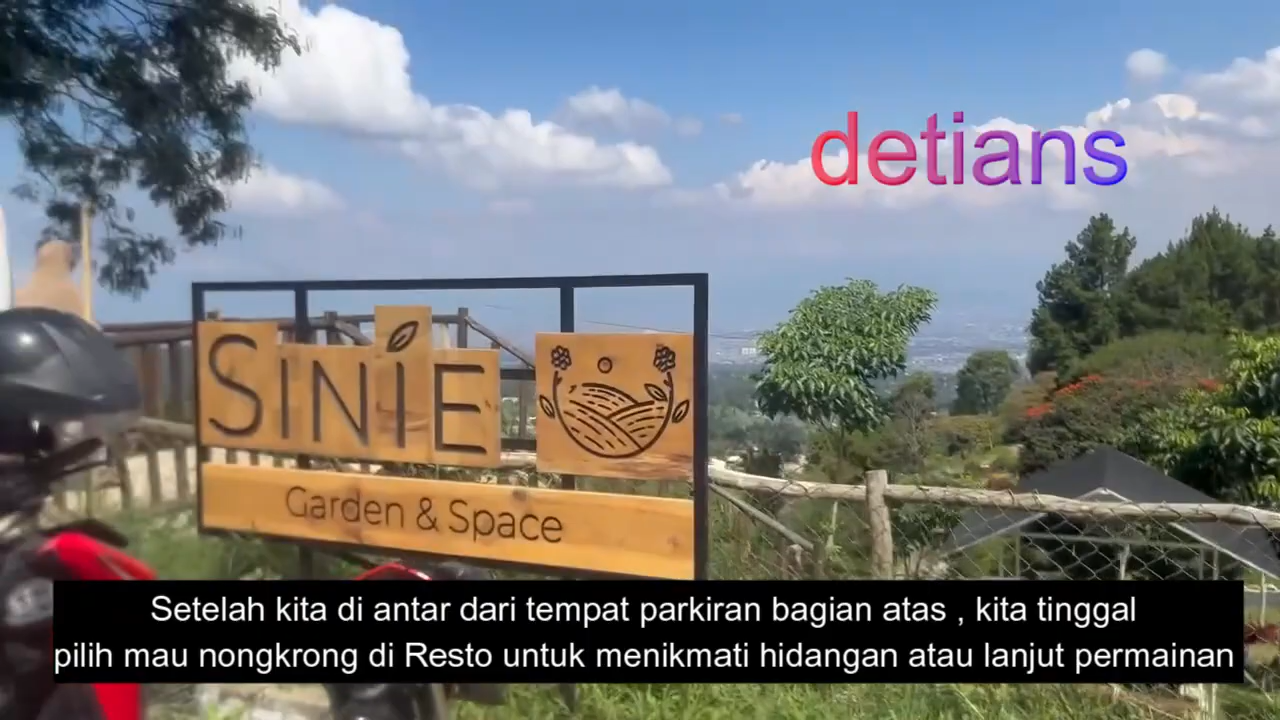 detians
SINIE
Garden & Space
Setelah kita di antar dari tempat parkiran bagian atas , kita tinggal
pilih mau nongkrong di Resto untuk menikmati hidangan atau lanjut permainan